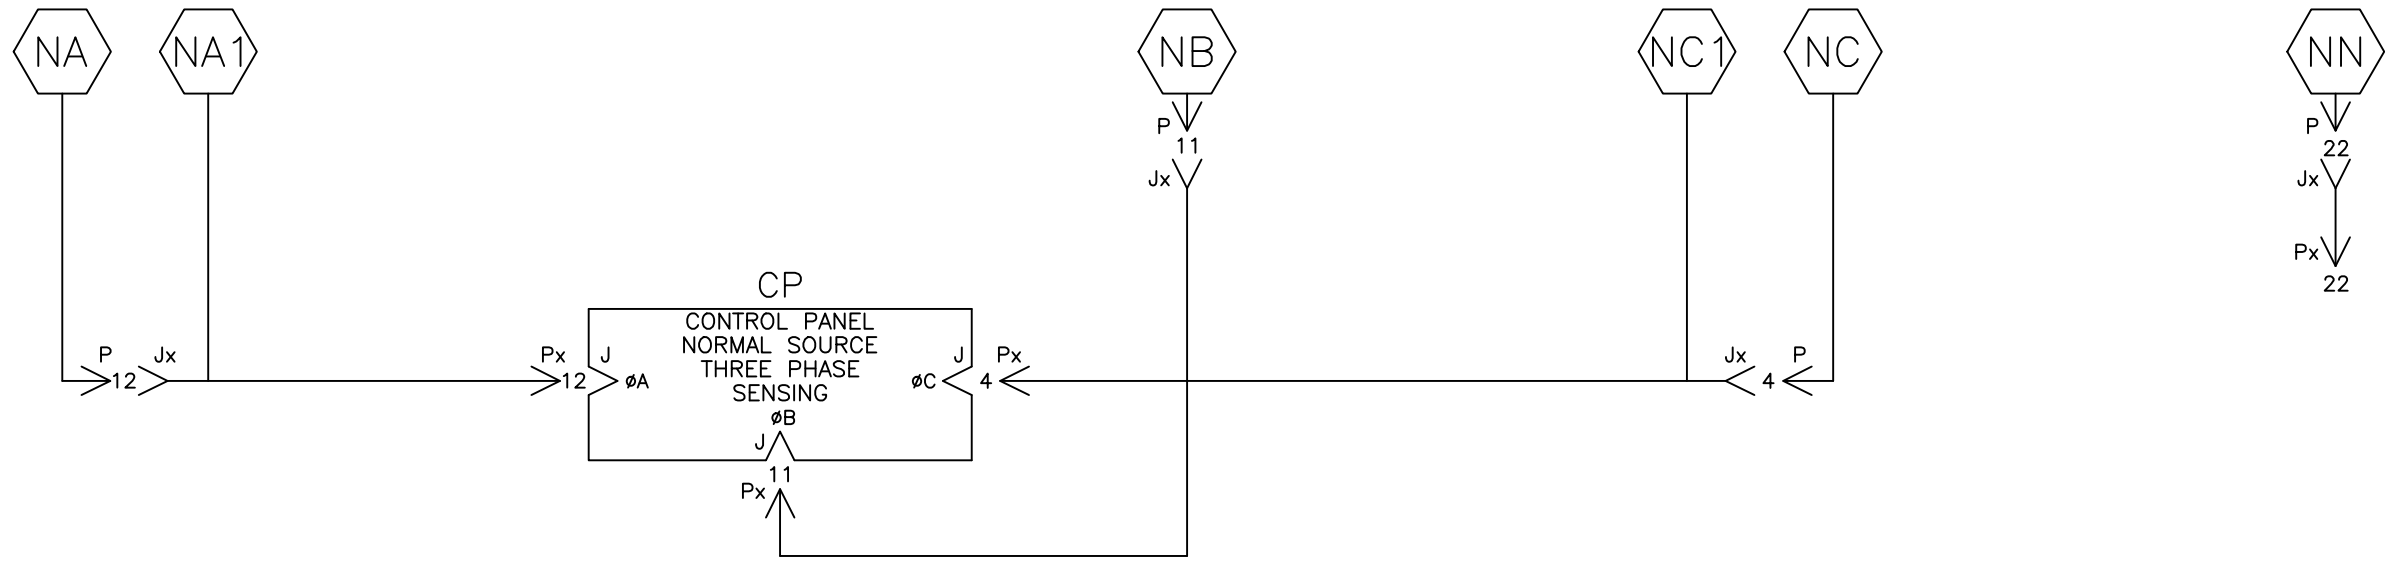 NA
NA1
NB
NC1
NC
NN
P
11
Jx
P
22
Jx
Px
22
CP
CONTROL PANEL
NORMAL SOURCE
THREE PHASE
SENSING
P
12
Jx
Px
12
J
øA
øC
J
4
Px
Jx
4
P
øB
J
11
Px